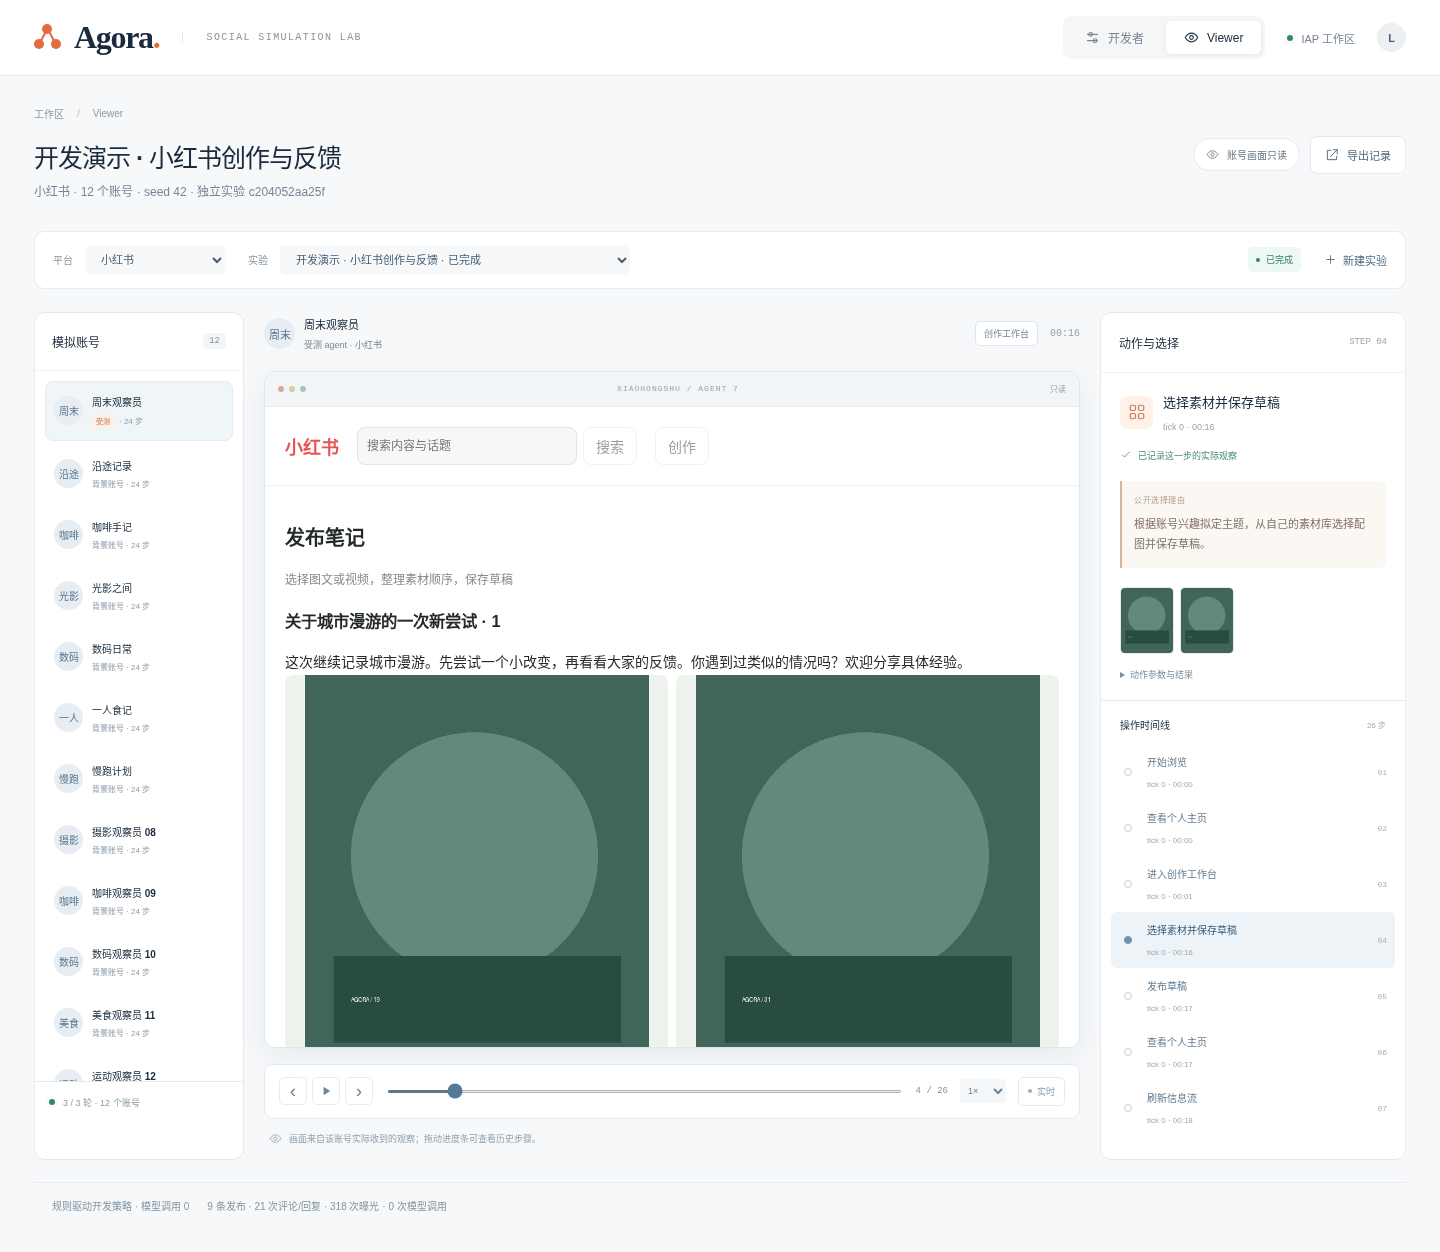 Agora.
SOCIAL SIMULATION LAB
开发者
Viewer
IAP 工作区
L
工作区 / Viewer
开发演示 · 小红书创作与反馈
小红书 · 12 个账号 · seed 42 · 独立实验 c204052aa25f
账号画面只读
导出记录
平台
小红书
实验
开发演示 · 小红书创作与反馈 · 已完成
已完成
新建实验
模拟账号
12
周末
周末观察员
受测 · 24 步
沿途
沿途记录
背景账号 · 24 步
咖啡
咖啡手记
背景账号 · 24 步
光影
光影之间
背景账号 · 24 步
数码
数码日常
背景账号 · 24 步
一人
一人食记
背景账号 · 24 步
慢跑
慢跑计划
背景账号 · 24 步
摄影
摄影观察员 08
背景账号 · 24 步
咖啡
咖啡观察员 09
背景账号 · 24 步
数码
数码观察员 10
背景账号 · 24 步
美食
美食观察员 11
背景账号 · 24 步
运动观察员 12
3 / 3 轮 · 12 个账号
周末
周末观察员
受测 agent · 小红书
创作工作台
00:16
XIAOHONGSHU / AGENT 7
只读
小红书
搜索内容与话题
搜索
创作
发布笔记
选择图文或视频，整理素材顺序，保存草稿
关于城市漫游的一次新尝试 · 1
这次继续记录城市漫游。先尝试一个小改变，再看看大家的反馈。你遇到过类似的情况吗？欢迎分享具体经验。
AGORA / 19
AGORA / 31
4 / 26
1×
实时
画面来自该账号实际收到的观察；拖动进度条可查看历史步骤。
动作与选择
STEP 04
选择素材并保存草稿
tick 0 · 00:16
已记录这一步的实际观察
公开选择理由
根据账号兴趣拟定主题，从自己的素材库选择配
图并保存草稿。
动作参数与结果
操作时间线
26 步
开始浏览
tick 0 · 00:00
01
查看个人主页
tick 0 · 00:00
02
进入创作工作台
tick 0 · 00:01
03
选择素材并保存草稿
tick 0 · 00:16
04
发布草稿
tick 0 · 00:17
05
查看个人主页
tick 0 · 00:17
06
刷新信息流
tick 0 · 00:18
07
规则驱动开发策略 · 模型调用 0
9 条发布 · 21 次评论/回复 · 318 次曝光 · 0 次模型调用